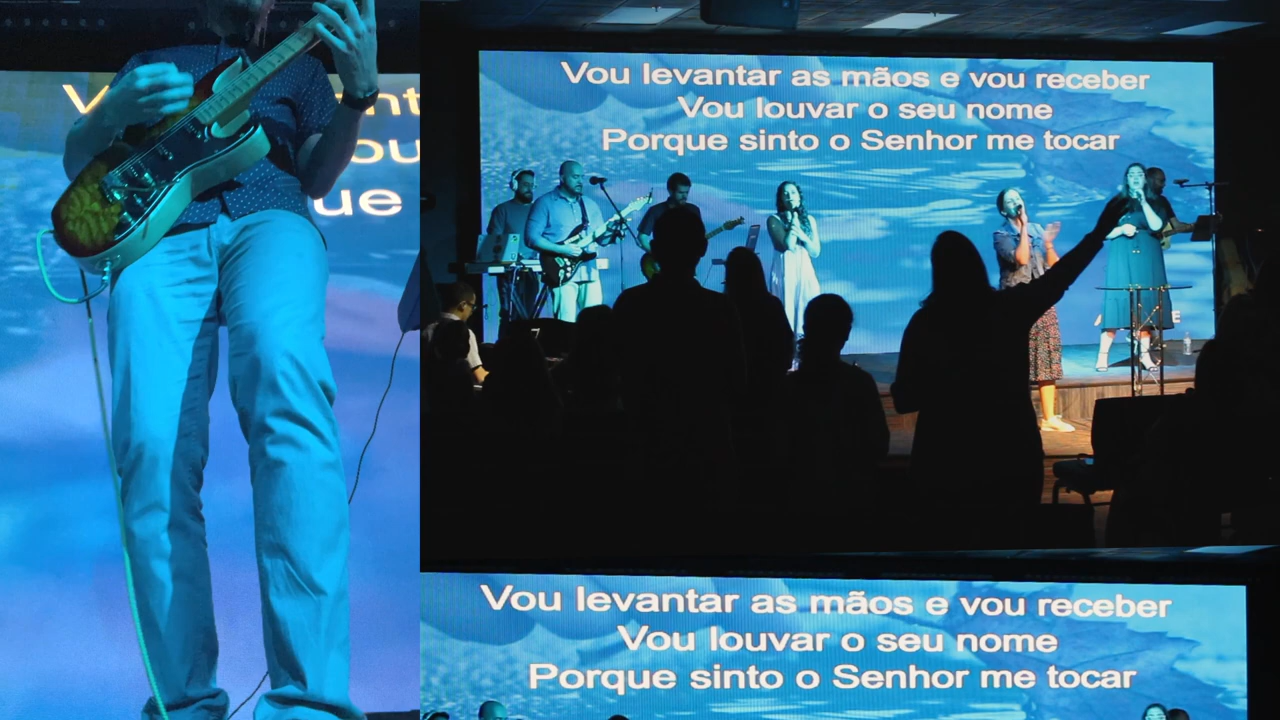 Vou levantar as mãos e vou receber
Vou louvar o seu nome
Porque sinto o Senhor me tocar
Vou levantar as mãos e vou receber
Vou louvar o seu nome
Porque sinto o Senhor me tocar